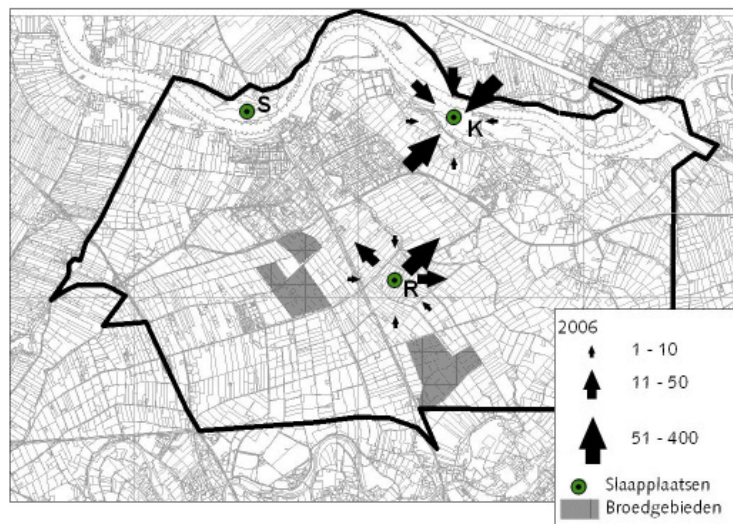 S
K
R
2006
1 - 10
11 - 50
51 - 400
Slaapplaatsen
Broedgebieden